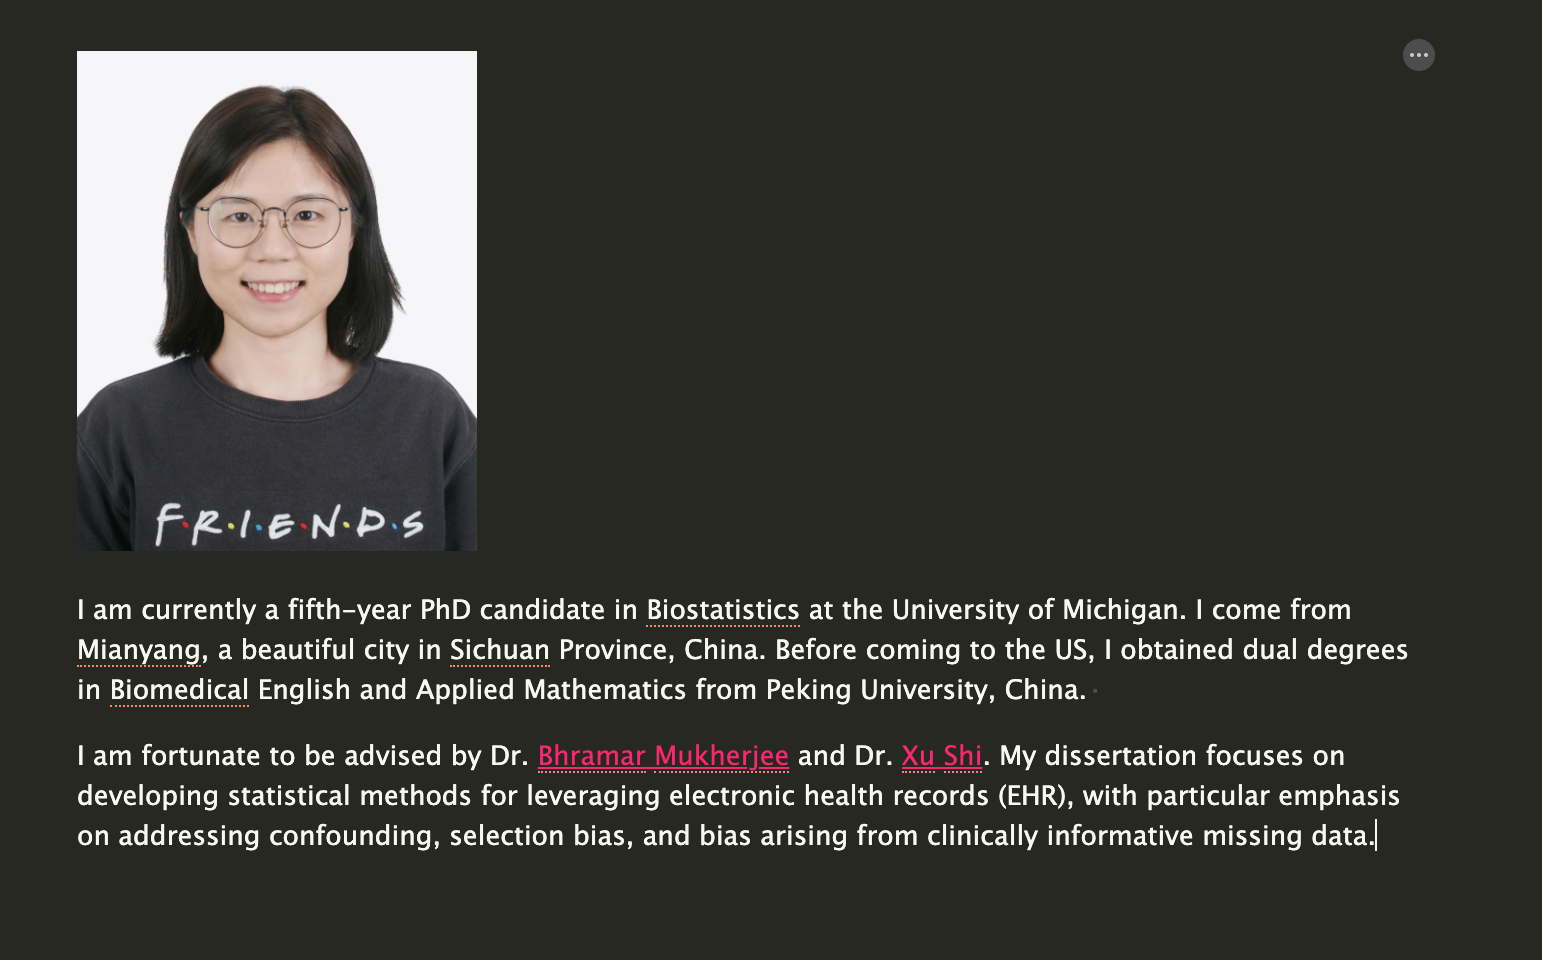 F·R·I·E·N·D·S
I am currently a fifth-year PhD candidate in Biostatistics at the University of Michigan. I come from
Mianyang, a beautiful city in Sichuan Province, China. Before coming to the US, I obtained dual degrees
in Biomedical English and Applied Mathematics from Peking University, China.
I am fortunate to be advised by Dr. Bhramar Mukherjee and Dr. Xu Shi. My dissertation focuses on
developing statistical methods for leveraging electronic health records (EHR), with particular emphasis
on addressing confounding, selection bias, and bias arising from clinically informative missing data.